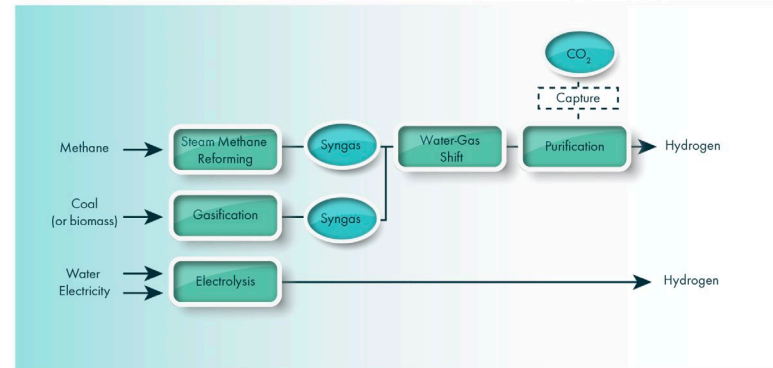 CO₂
Capture
Methane
Steam Methane
Reforming
Syngas
Water-Gas
Shift
Purification
Hydrogen
Coal
(or biomass)
Gasification
Syngas
Water
Electricity
Electrolysis
Hydrogen